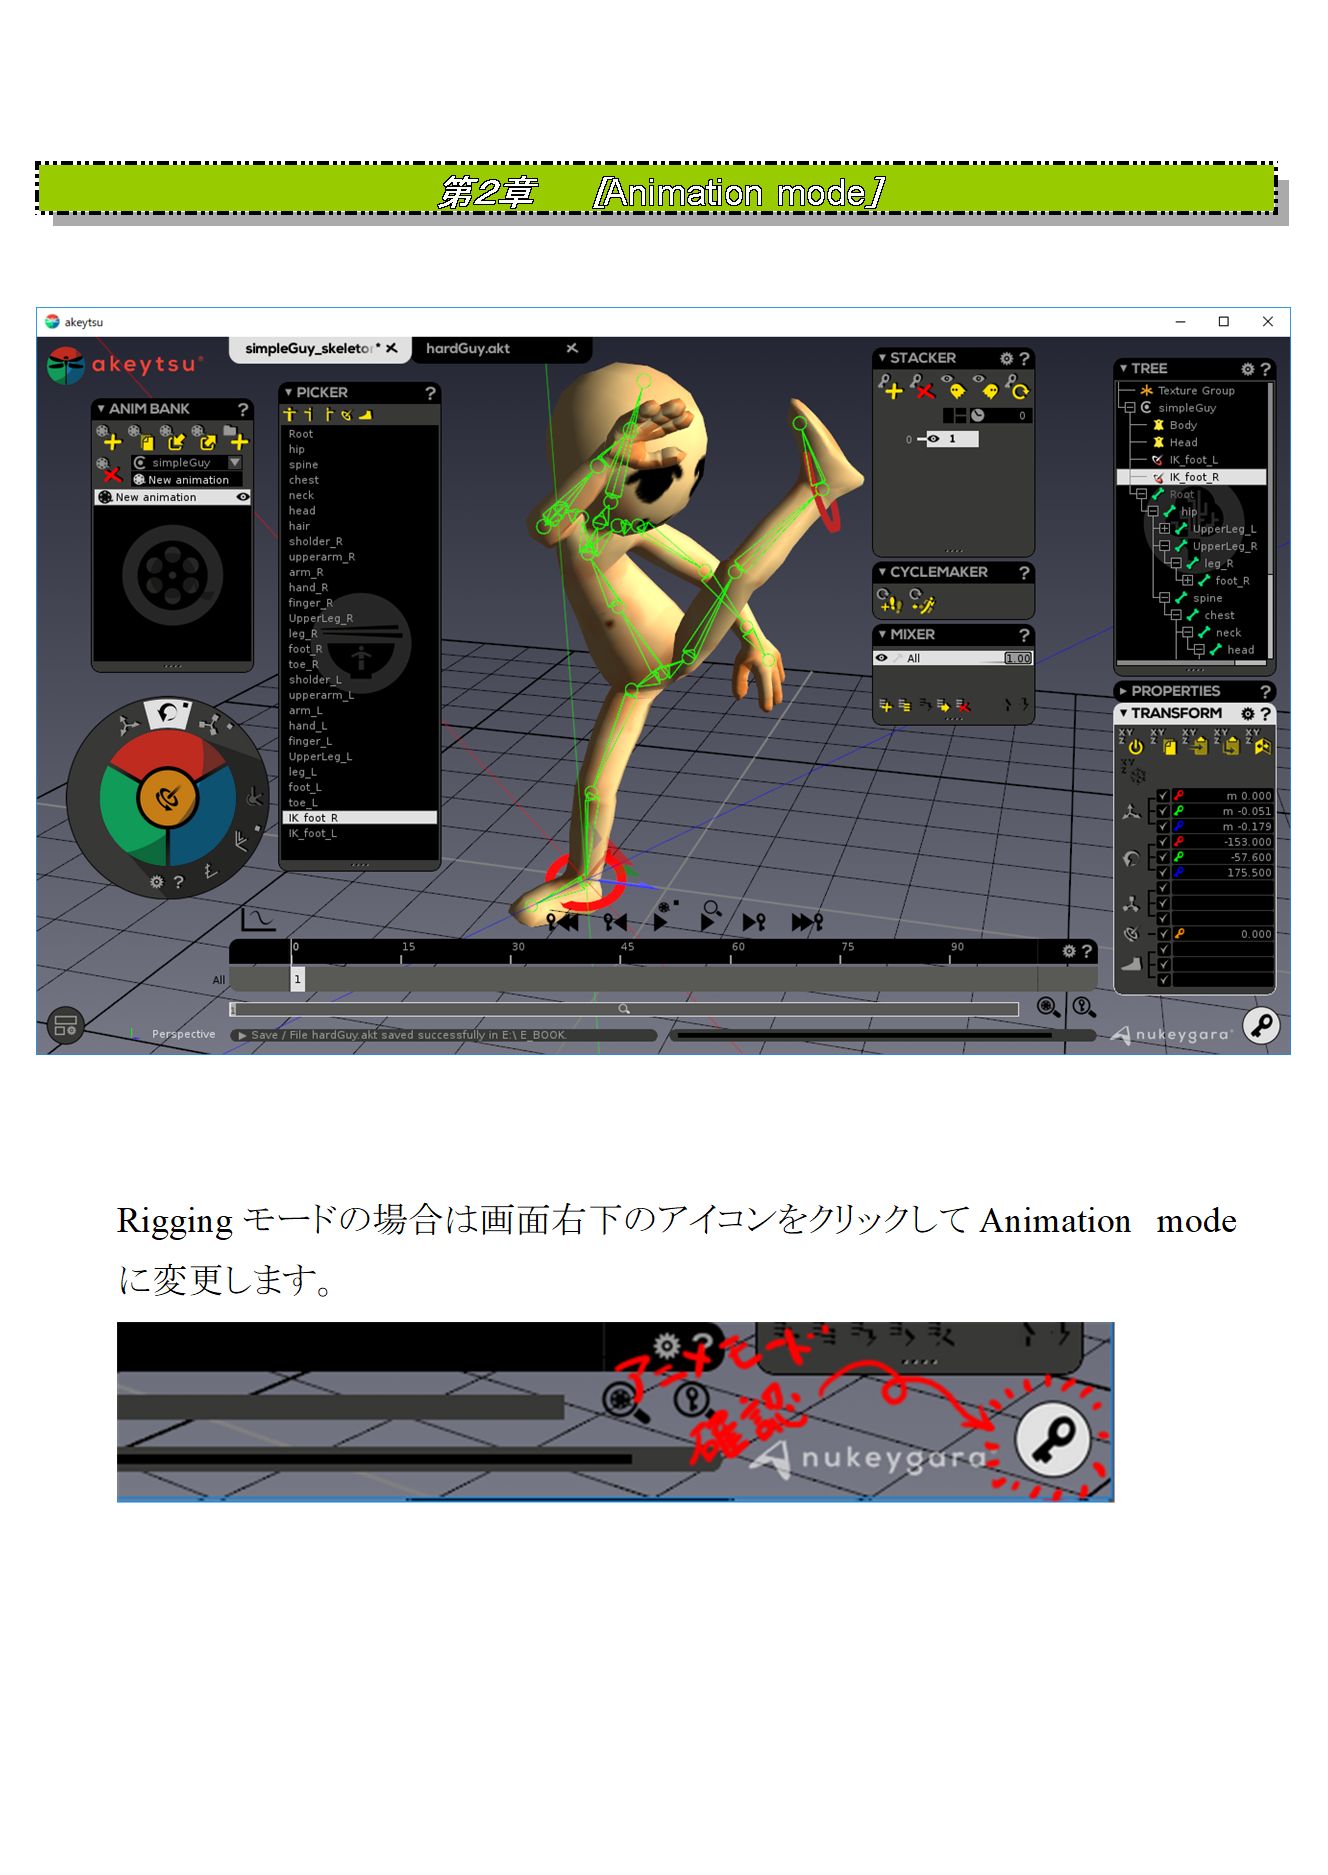 第2章　［Animation mode］
akeytsu
akeytsu
simpleGuy_skeleton*
hardGuy.akt
ANIM BANK ?
simpleGuy
New animation
New animation
PICKER ?
Root
hip
spine
chest
neck
head
hair
sholder_R
upperarm_R
arm_R
hand_R
finger_R
UpperLeg_R
leg_R
foot_R
toe_R
sholder_L
upperarm_L
arm_L
hand_L
finger_L
UpperLeg_L
leg_L
foot_L
toe_L
IK_foot_R
IK_foot_L
STACKER ?
0
0 1
CYCLEMAKER ?
MIXER ?
All 1.00
TREE ?
Texture Group
simpleGuy
Body
Head
IK_foot_L
IK_foot_R
Root
hip
UpperLeg_L
UpperLeg_R
leg_R
foot_R
spine
chest
neck
head
PROPERTIES ?
TRANSFORM ?
m 0.000
m -0.051
m -0.179
-153.000
-57.600
175.500
0.000
?
0 15 30 45 60 75 90 ?
All 1
Perspective
Save / File hardGuy.akt saved successfully in E:\ E_BOOK.
nukeygara
Rigging モードの場合は画面右下のアイコンをクリックして Animation　mode
に変更します。
?
アニメモード
確認
nukeygara